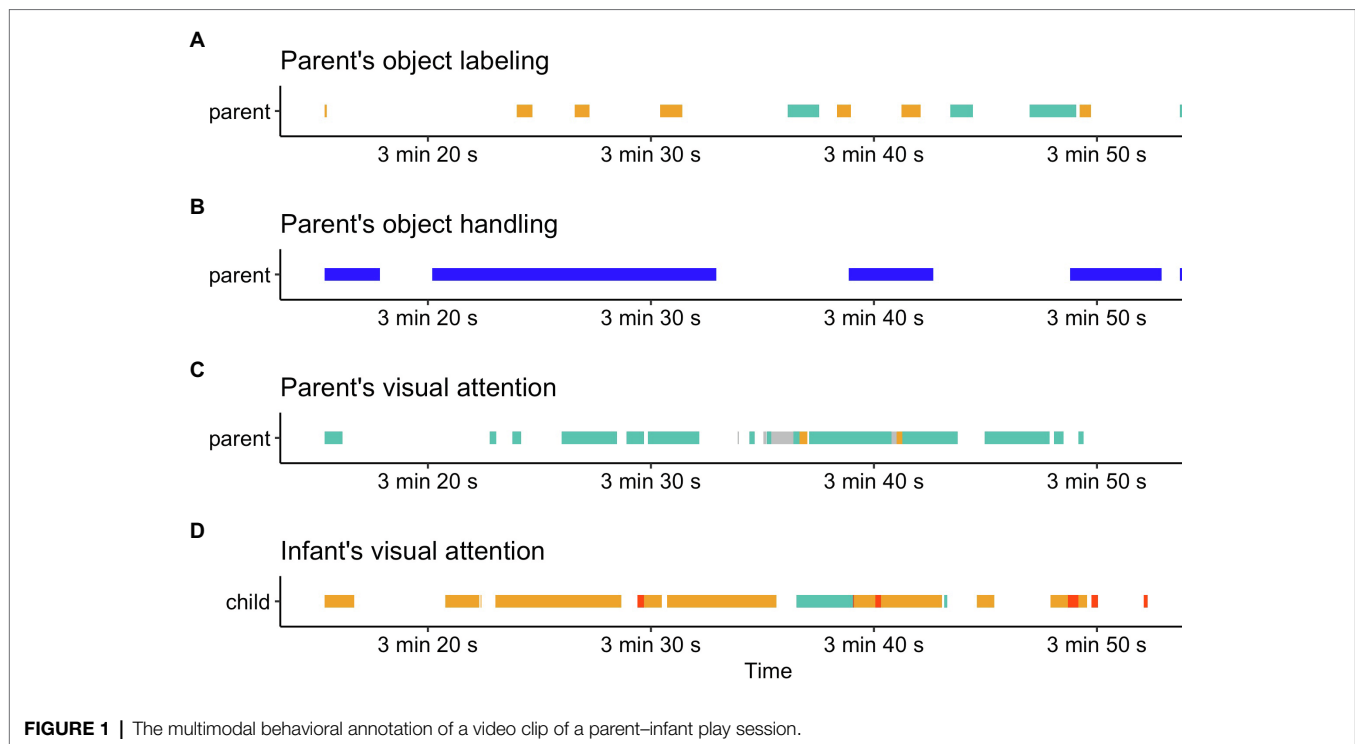 A
Parent's object labeling
parent
3 min 20 s 3 min 30 s 3 min 40 s 3 min 50 s
B
Parent's object handling
parent
3 min 20 s 3 min 30 s 3 min 40 s 3 min 50 s
C
Parent's visual attention
parent
3 min 20 s 3 min 30 s 3 min 40 s 3 min 50 s
D
Infant's visual attention
child
3 min 20 s 3 min 30 s 3 min 40 s 3 min 50 s
Time
FIGURE 1 | The multimodal behavioral annotation of a video clip of a parent–infant play session.